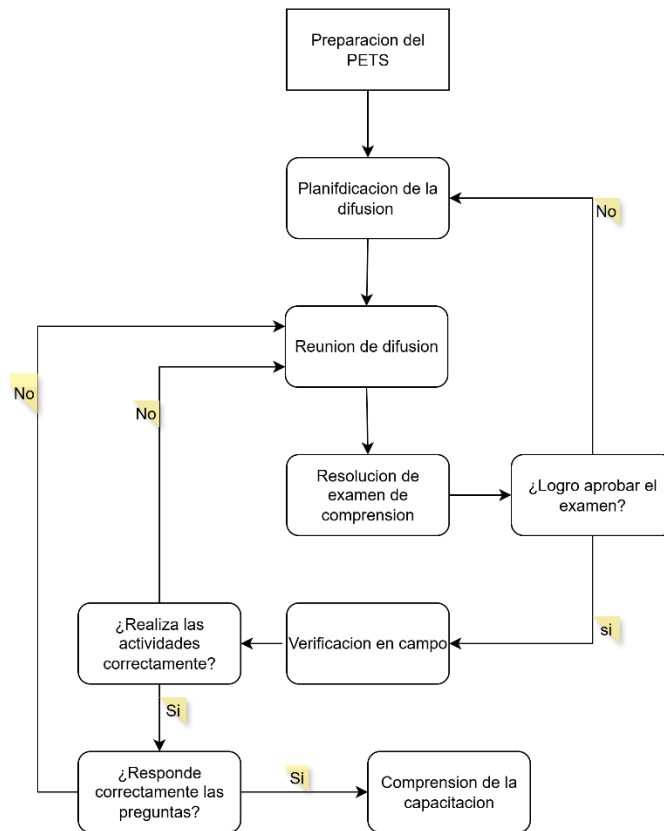 Preparacion del
PETS
Planifdicacion de la
difusion
No
Reunion de difusion
No
No
Resolucion de
examen de
comprension
¿Logro aprobar el
examen?
¿Realiza las
actividades
correctamente?
Verificacion en campo
si
Si
¿Responde
correctamente las
preguntas?
Si
Comprension de la
capacitacion